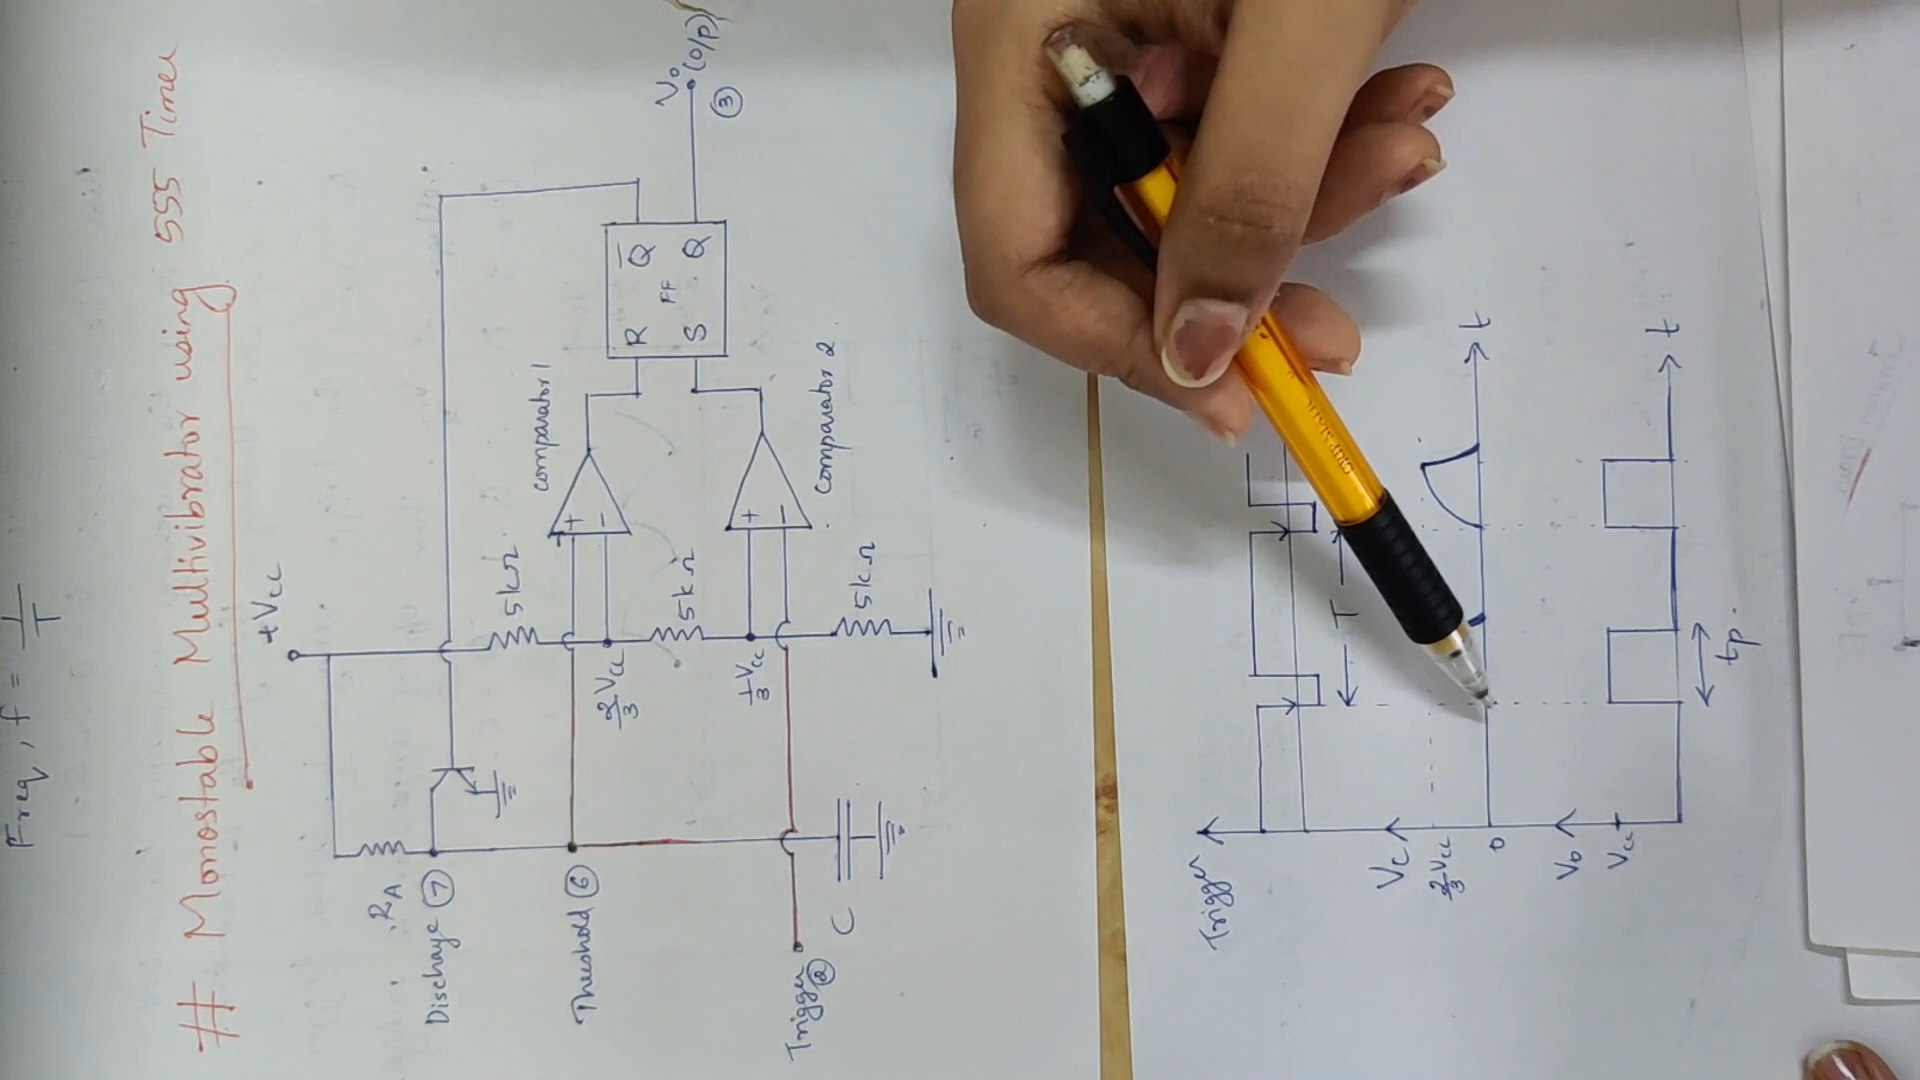 Freq, f = 1/T
# Monostable Multivibrator using 555 Timer
+Vcc
RA
Discharge 7
5kΩ
comparator 1
+
-
Threshold 6
2/3 Vcc
5kΩ
R Q̅
FF
S Q
Vo (O/P)
3
1/3 Vcc
+
-
Comparator 2
Trigger 2
C
5kΩ
Trigger
T
Vc
2/3 Vcc
0
t
Vo
Vcc
t
tp.